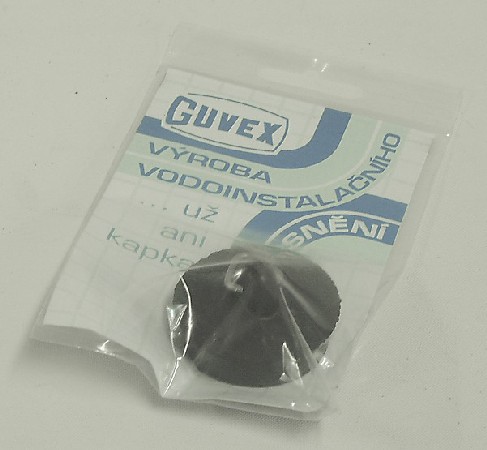 GUVEX
VÝROBA
VODOINSTALAČNÍHO
SNĚNÍ
... už
ani
kapka